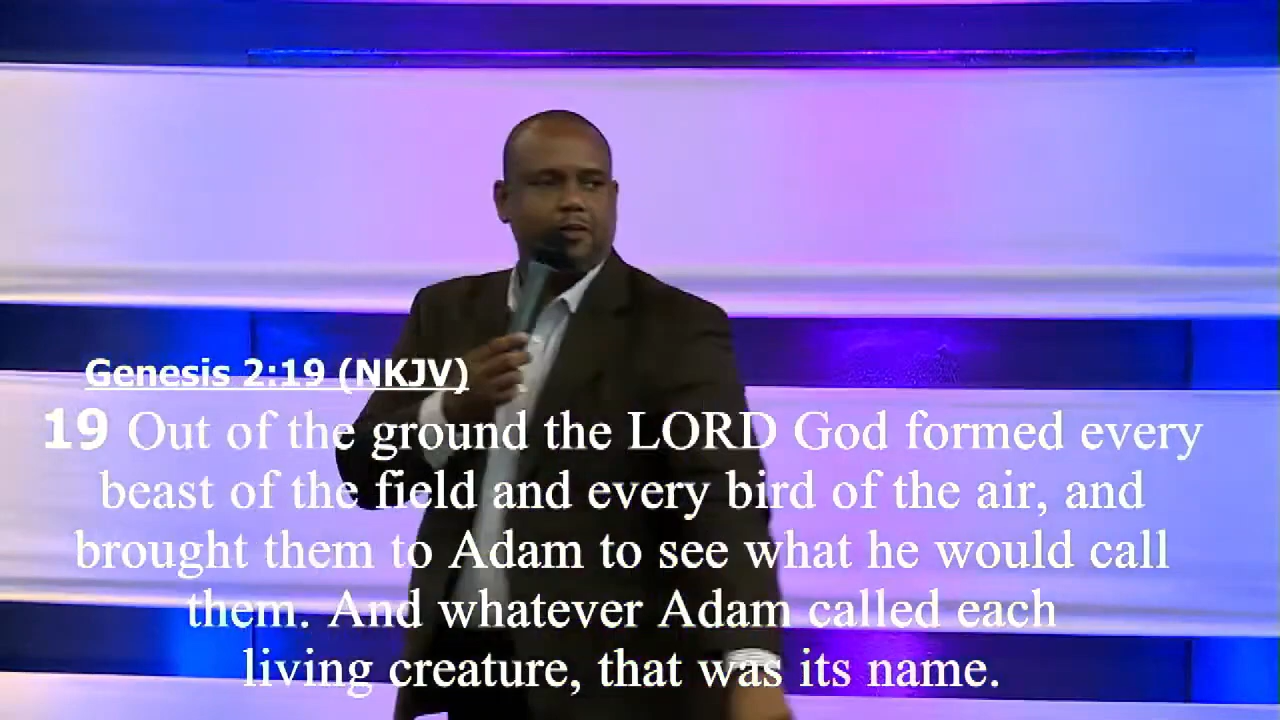 Genesis 2:19 (NKJV)
19 Out of the ground the LORD God formed every
beast of the field and every bird of the air, and
brought them to Adam to see what he would call
them. And whatever Adam called each
living creature, that was its name.